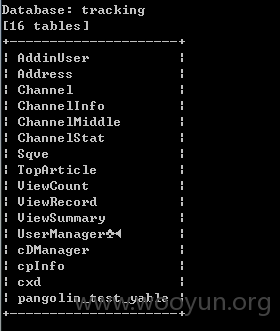 Database: tracking
[16 tables]
+----------------------+
| AddinUser |
| Address |
| Channel |
| ChannelInfo |
| ChannelMiddle |
| ChannelStat |
| Sqve |
| TopArticle |
| ViewCount |
| ViewRecord |
| ViewSummary |
| UserManager |
| cDManager |
| cpInfo |
| cxd |
| pangolin_test_yable |
+----------------------+
www.wooyun.org